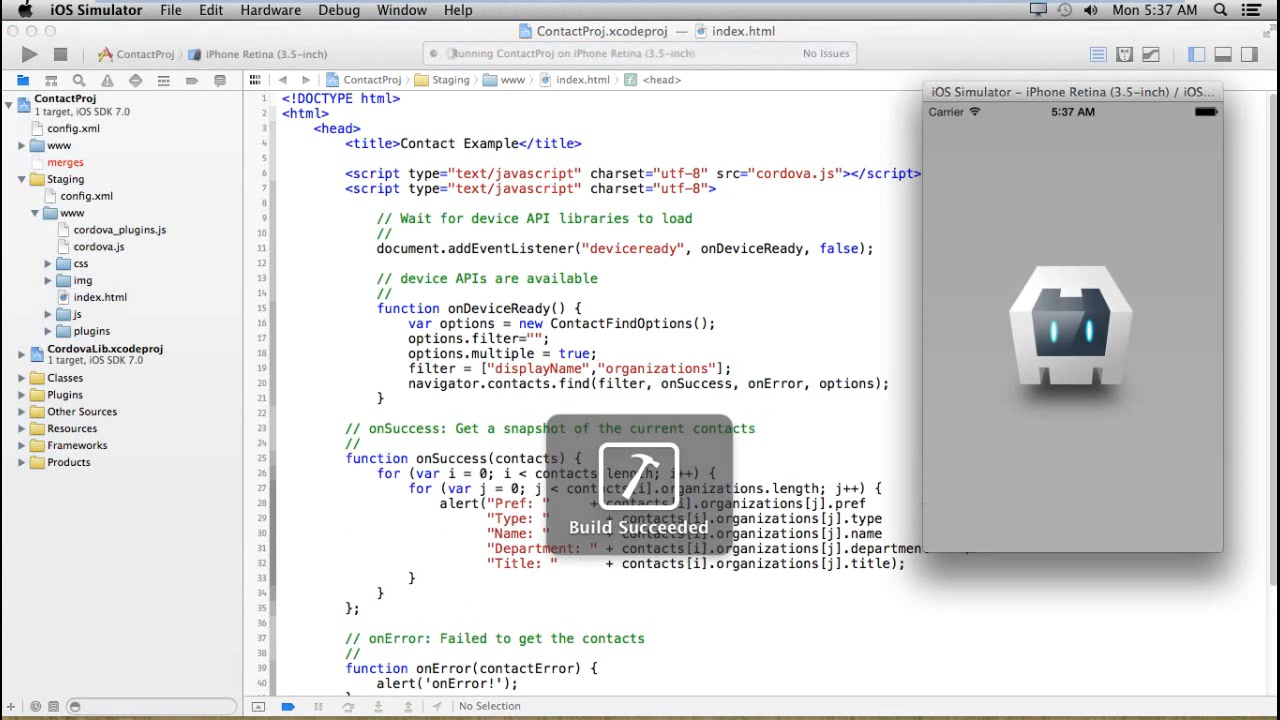 iOS Simulator File Edit Hardware Debug Window Help Mon 5:37 AM
ContactProj.xcodeproj — index.html
ContactProj iPhone Retina (3.5-inch) Running ContactProj on iPhone Retina (3.5-inch) No Issues
ContactProj Staging www index.html <head>
ContactProj
1 target, iOS SDK 7.0
config.xml
www
merges
Staging
config.xml
www
cordova_plugins.js
cordova.js
css
img
index.html
js
plugins
CordovaLib.xcodeproj
1 target, iOS SDK 7.0
Classes
Plugins
Other Sources
Resources
Frameworks
Products
1 <!DOCTYPE html>
2 <html>
3 <head>
4 <title>Contact Example</title>
5
6 <script type="text/javascript" charset="utf-8" src="cordova.js"></script>
7 <script type="text/javascript" charset="utf-8">
8
9 // Wait for device API libraries to load
10 //
11 document.addEventListener("deviceready", onDeviceReady, false);
12
13 // device APIs are available
14 //
15 function onDeviceReady() {
16 var options = new ContactFindOptions();
17 options.filter="";
18 options.multiple = true;
19 filter = ["displayName","organizations"];
20 navigator.contacts.find(filter, onSuccess, onError, options);
21 }
22
23 // onSuccess: Get a snapshot of the current contacts
24 //
25 function onSuccess(contacts) {
26 for (var i = 0; i < contacts.length; i++) {
27 for (var j = 0; j < contacts[i].organizations.length; j++) {
28 alert("Pref: " + contacts[i].organizations[j].pref
29 "Type: " + contacts[i].organizations[j].type
30 "Name: " + contacts[i].organizations[j].name
31 "Department: " + contacts[i].organizations[j].department
32 "Title: " + contacts[i].organizations[j].title);
33 }
34 }
35 };
36
37 // onError: Failed to get the contacts
38 //
39 function onError(contactError) {
40 alert('onError!');
Build Succeeded
No Selection
iOS Simulator – iPhone Retina (3.5-inch) / iOS...
Carrier 5:37 AM